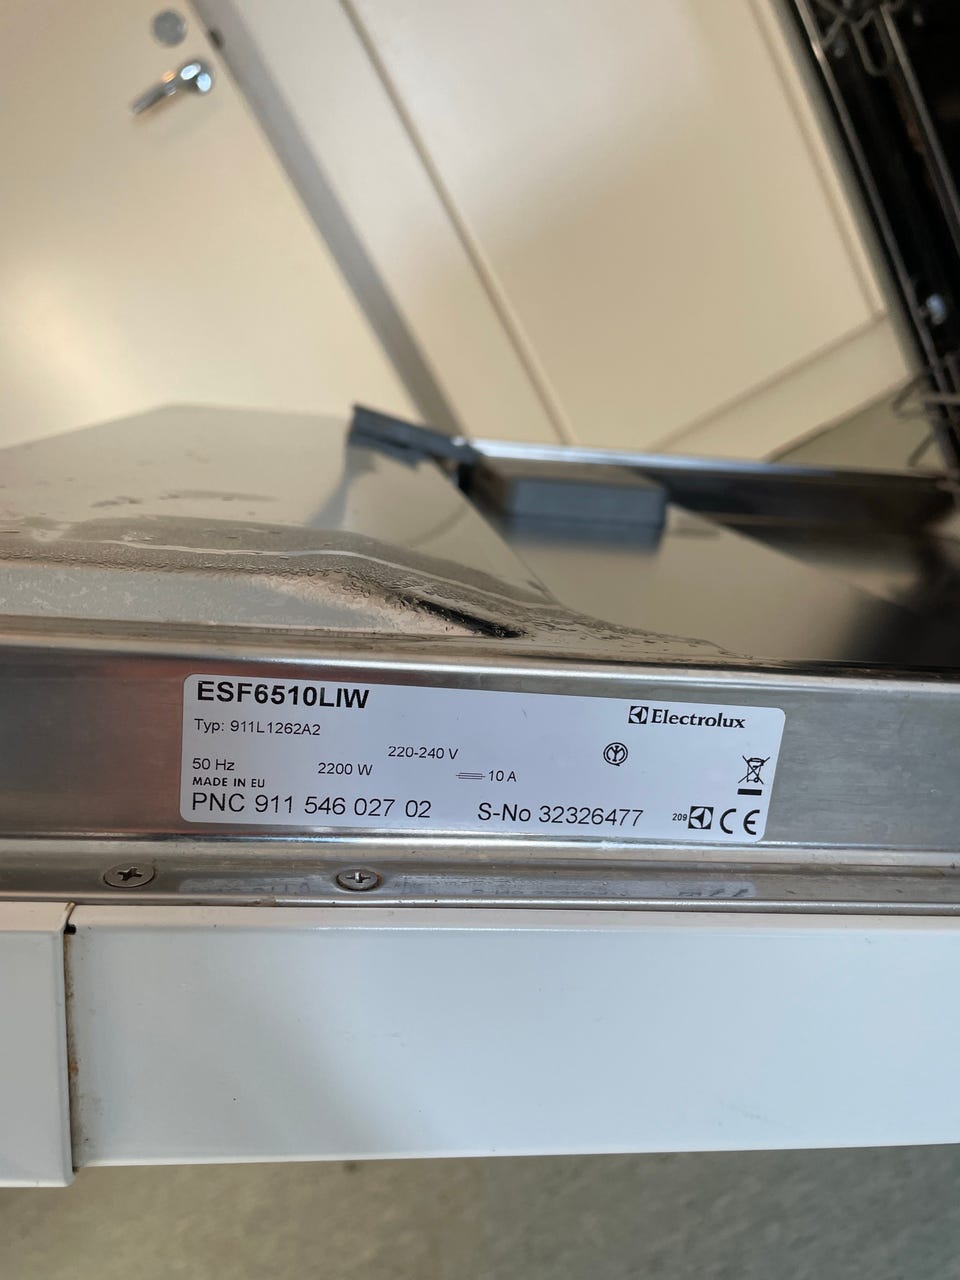 ESF6510LIW
Electrolux
Typ: 911L1262A2
220-240 V
50 Hz 2200 W 10 A
MADE IN EU
PNC 911 546 027 02 S-No 32326477 209 CE